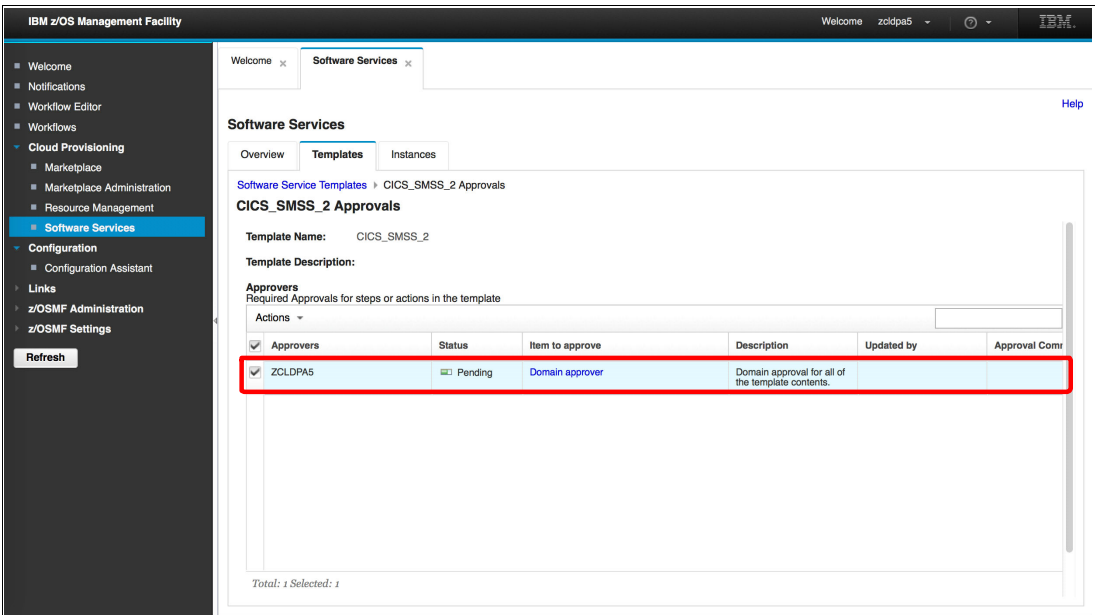 IBM z/OS Management Facility
Welcome zcldpa5
IBM.
Welcome
Notifications
Workflow Editor
Workflows
Cloud Provisioning
Marketplace
Marketplace Administration
Resource Management
Software Services
Configuration
Configuration Assistant
Links
z/OSMF Administration
z/OSMF Settings
Refresh
Welcome Software Services
Help
Software Services
Overview Templates Instances
Software Service Templates CICS_SMSS_2 Approvals
CICS_SMSS_2 Approvals
Template Name: CICS_SMSS_2
Template Description:
Approvers
Required Approvals for steps or actions in the template
Actions
Approvers Status Item to approve Description Updated by Approval Comm
ZCLDPA5 Pending Domain approver Domain approval for all of
the template contents.
Total: 1 Selected: 1